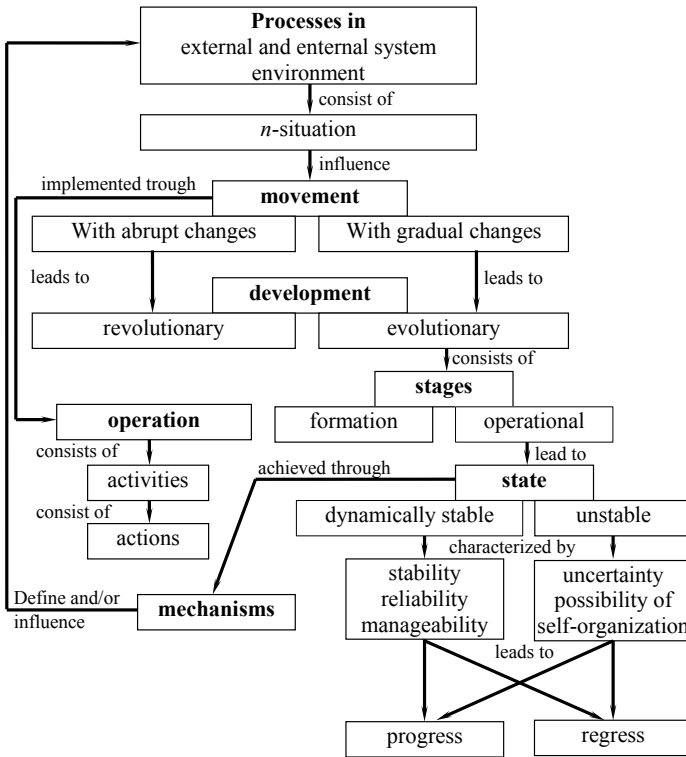 Processes in
external and enternal system
environment
consist of
n-situation
influence
implemented trough
movement
With abrupt changes
With gradual changes
leads to
leads to
development
revolutionary
evolutionary
consists of
stages
operation
formation
operational
consists of
lead to
achieved through
activities
state
consist of
dynamically stable
unstable
actions
characterized by
stability
reliability
manageability
uncertainty
possibility of
self-organization
Define and/or
influence
mechanisms
leads to
progress
regress